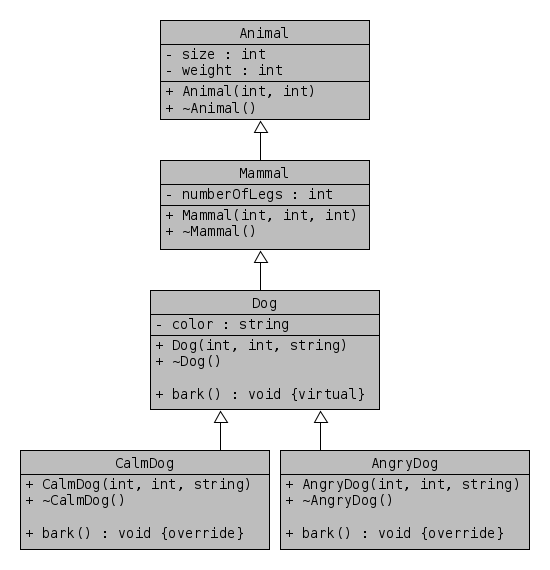 Animal
- size : int
- weight : int
+ Animal(int, int)
+ ~Animal()
Mammal
- numberOfLegs : int
+ Mammal(int, int, int)
+ ~Mammal()
Dog
- color : string
+ Dog(int, int, string)
+ ~Dog()
+ bark() : void {virtual}
CalmDog
+ CalmDog(int, int, string)
+ ~CalmDog()
+ bark() : void {override}
AngryDog
+ AngryDog(int, int, string)
+ ~AngryDog()
+ bark() : void {override}